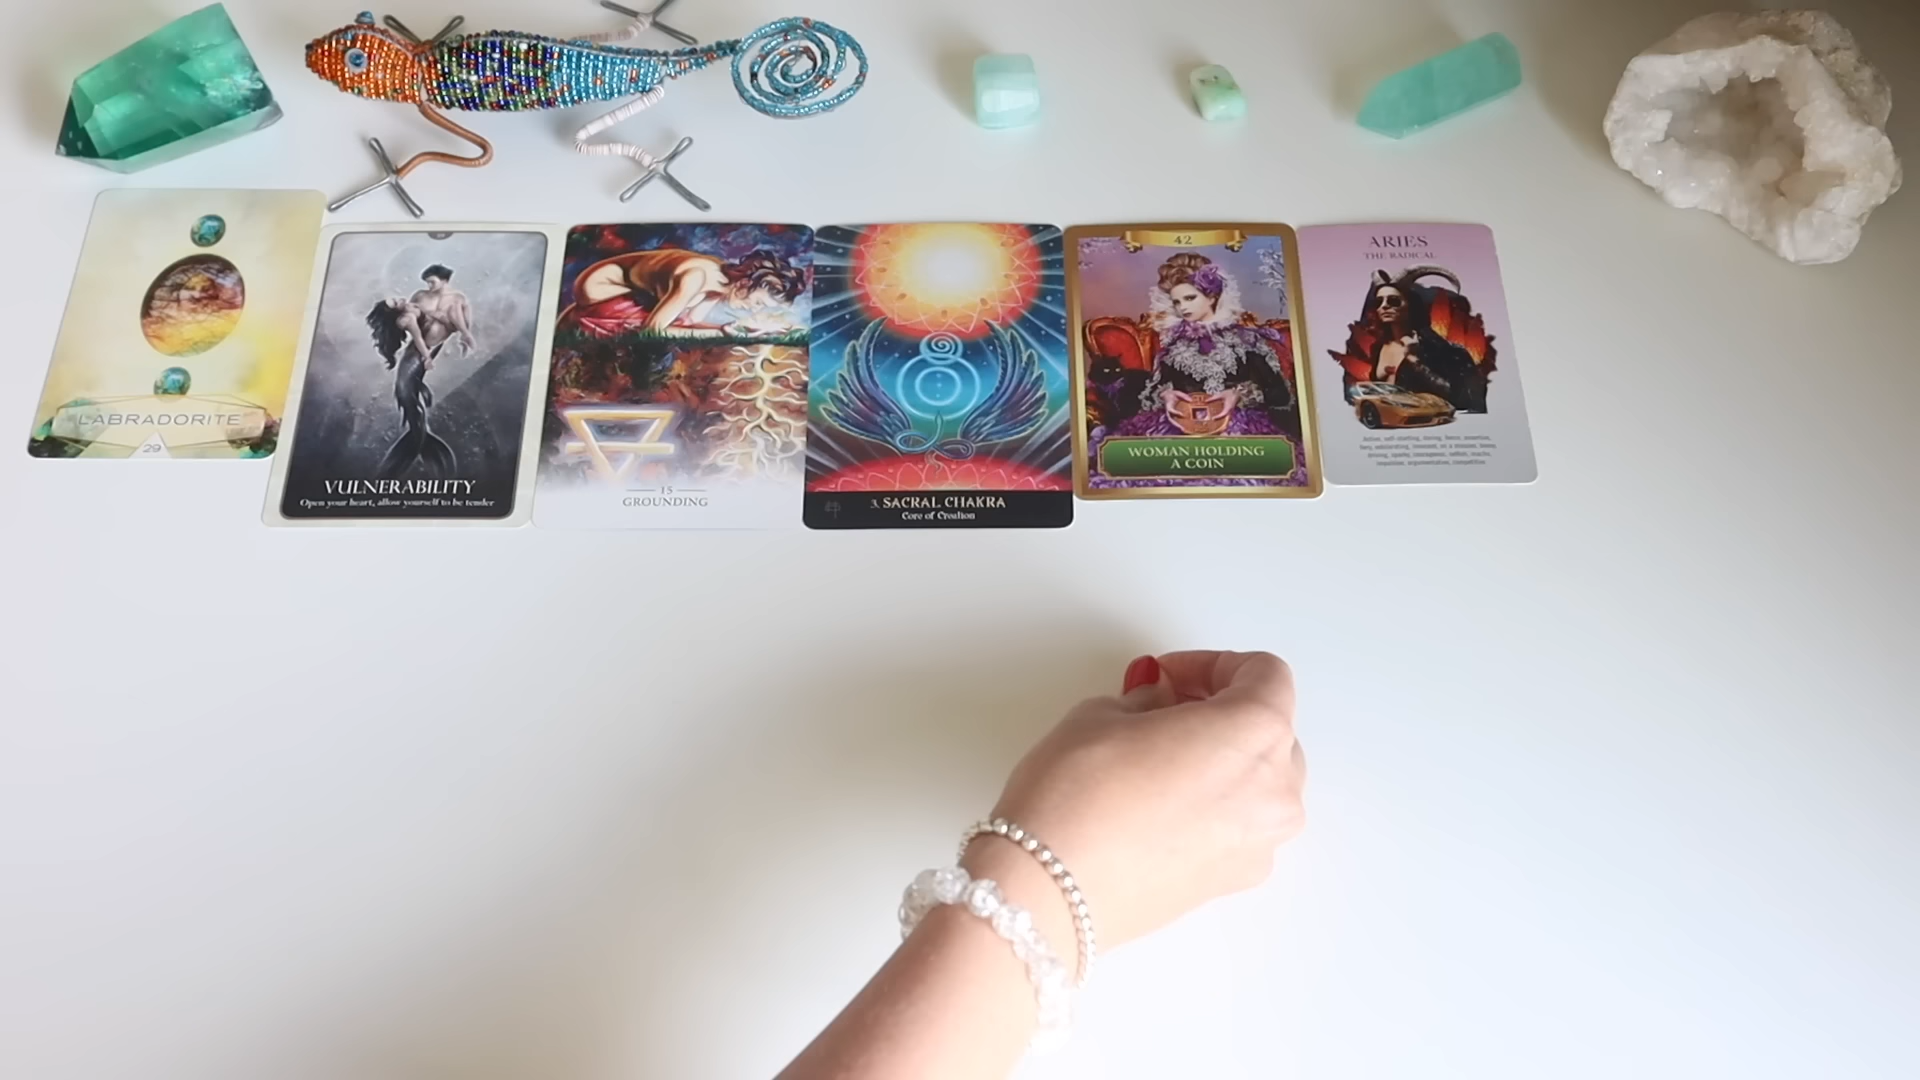 LABRADORITE
29
VULNERABILITY
Open your heart, allow yourself to be tender
15
GROUNDING
3. SACRAL CHAKRA
Core of Creation
42
WOMAN HOLDING
A COIN
ARIES
THE RADICAL